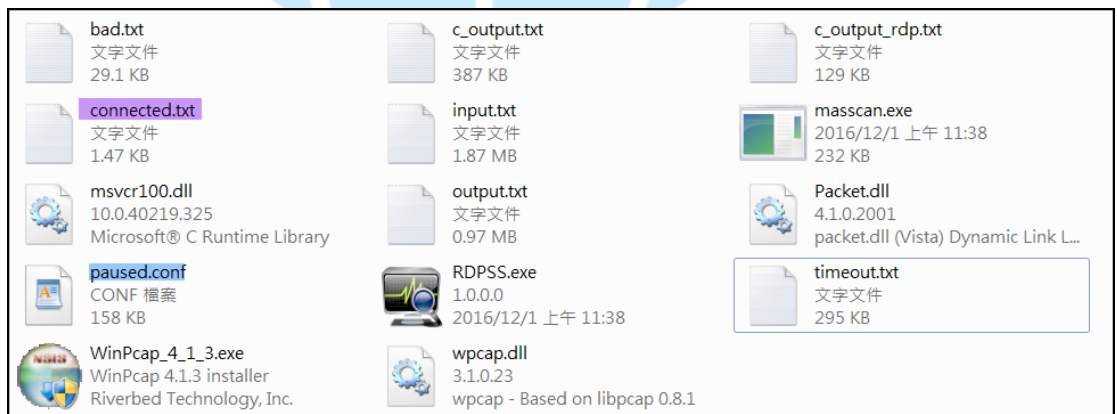 bad.txt
文字文件
29.1 KB
c_output.txt
文字文件
387 KB
c_output_rdp.txt
文字文件
129 KB
connected.txt
文字文件
1.47 KB
input.txt
文字文件
1.87 MB
masscan.exe
2016/12/1 上午 11:38
232 KB
msvcr100.dll
10.0.40219.325
Microsoft® C Runtime Library
output.txt
文字文件
0.97 MB
Packet.dll
4.1.0.2001
packet.dll (Vista) Dynamic Link L...
paused.conf
CONF 檔案
158 KB
RDPSS.exe
1.0.0.0
2016/12/1 上午 11:38
timeout.txt
文字文件
295 KB
WinPcap_4_1_3.exe
WinPcap 4.1.3 installer
Riverbed Technology, Inc.
wpcap.dll
3.1.0.23
wpcap - Based on libpcap 0.8.1